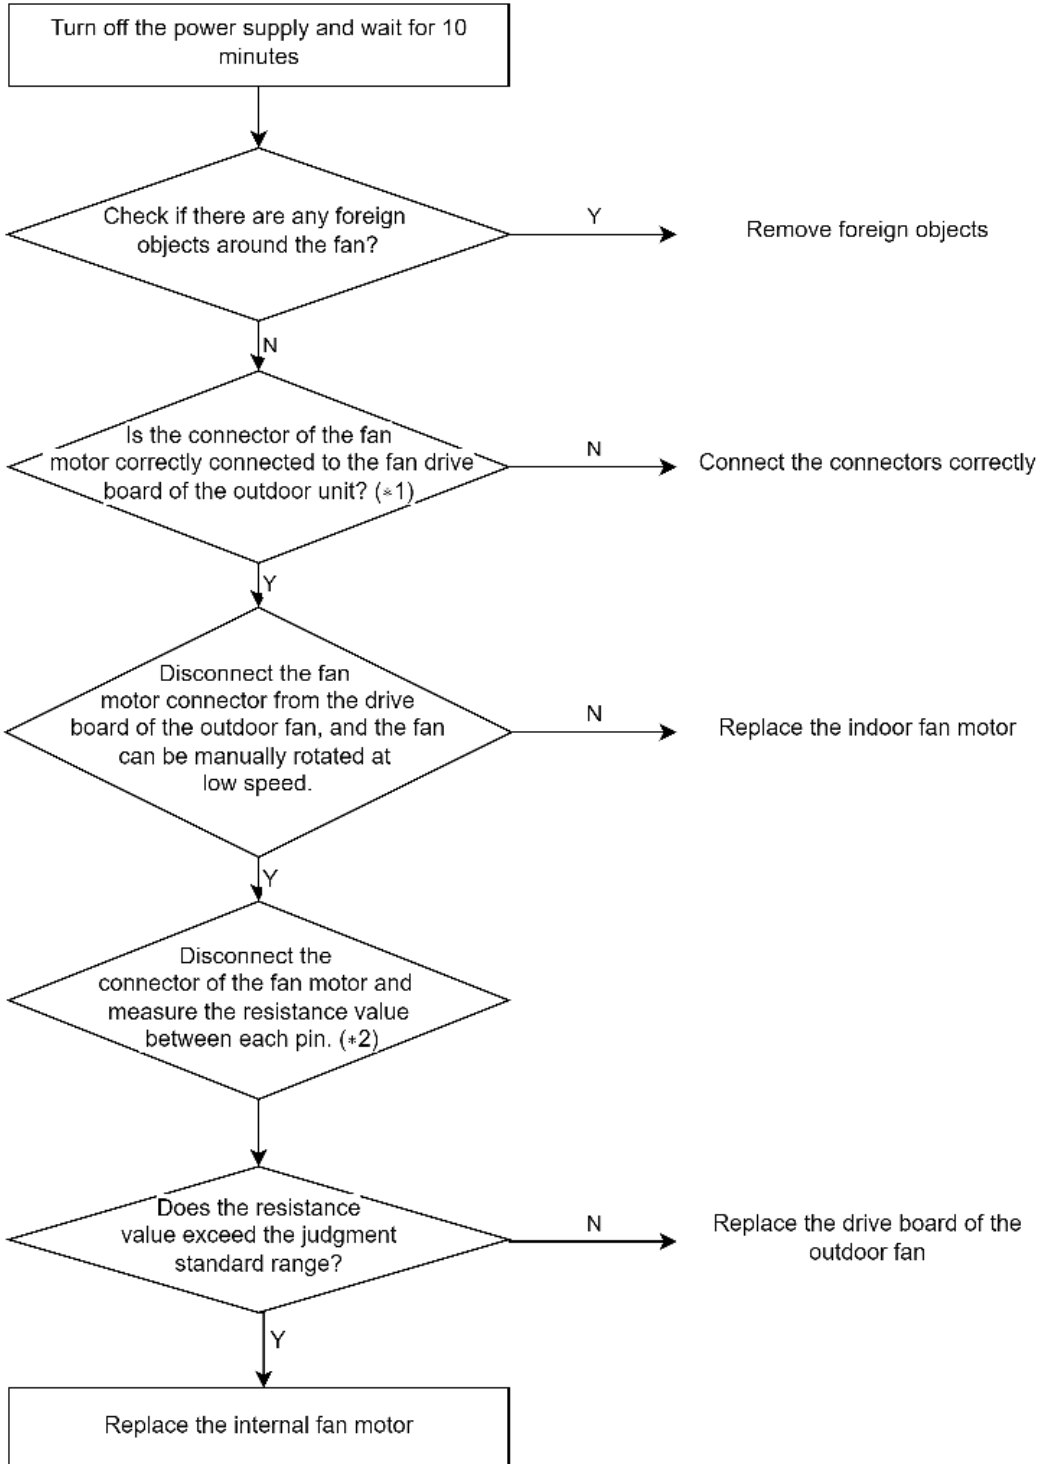 Turn off the power supply and wait for 10
minutes
Check if there are any foreign
objects around the fan?
Y
Remove foreign objects
N
Is the connector of the fan
motor correctly connected to the fan drive
board of the outdoor unit? (*1)
N
Connect the connectors correctly
Y
Disconnect the fan
motor connector from the drive
board of the outdoor fan, and the fan
can be manually rotated at
low speed.
N
Replace the indoor fan motor
Y
Disconnect the
connector of the fan motor and
measure the resistance value
between each pin. (*2)
Does the resistance
value exceed the judgment
standard range?
N
Replace the drive board of the
outdoor fan
Y
Replace the internal fan motor